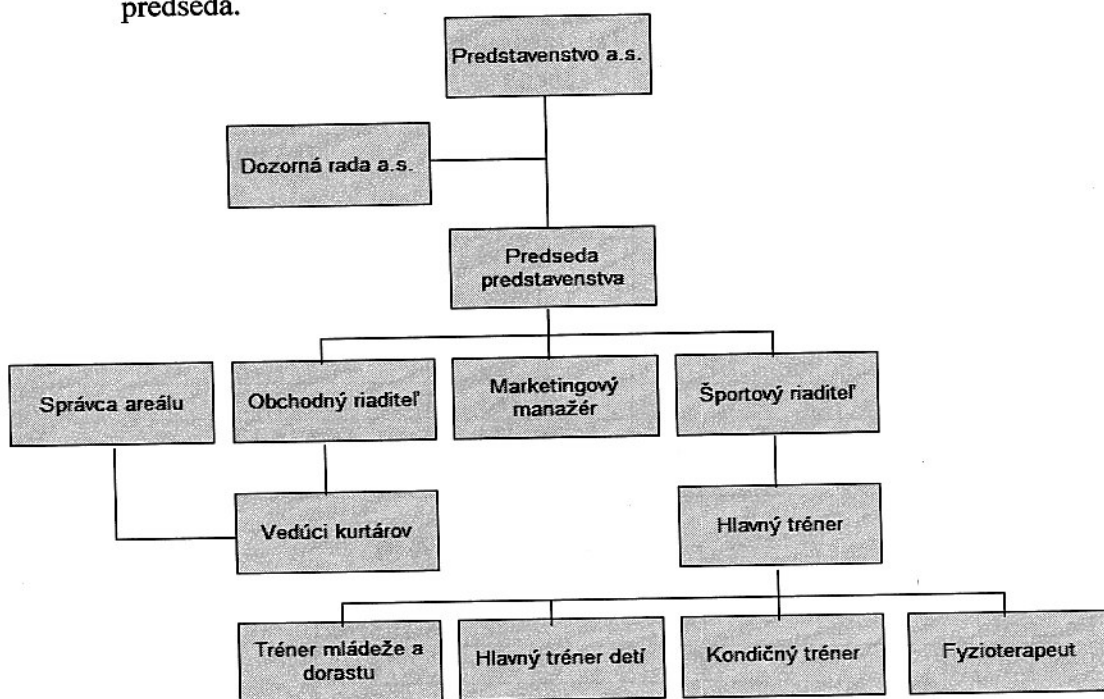 predseda.
Predstavenstvo a.s.
Dozorná rada a.s.
Predseda
predstavenstva
Správca areálu
Obchodný riaditeľ
Marketingový
manažér
Športový riaditeľ
Vedúci kurtárov
Hlavný tréner
Tréner mládeže a
dorastu
Hlavný tréner detí
Kondičný tréner
Fyzioterapeut